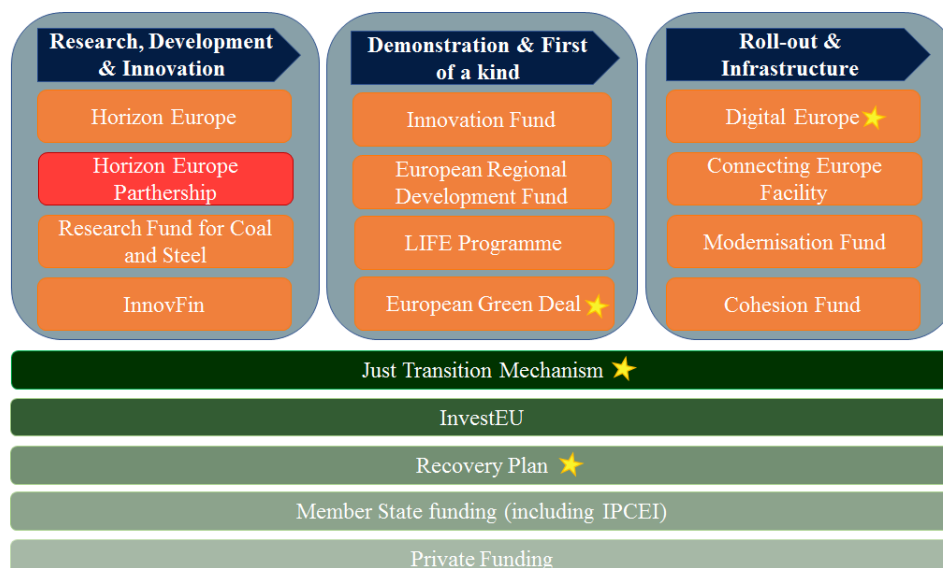 Research, Development
& Innovation
Horizon Europe
Horizon Europe
Parthership
Research Fund for Coal
and Steel
InnovFin
Demonstration & First
of a kind
Innovation Fund
European Regional
Development Fund
LIFE Programme
European Green Deal
Roll-out &
Infrastructure
Digital Europe
Connecting Europe
Facility
Modernisation Fund
Cohesion Fund
Just Transition Mechanism
InvestEU
Recovery Plan
Member State funding (including IPCEI)
Private Funding